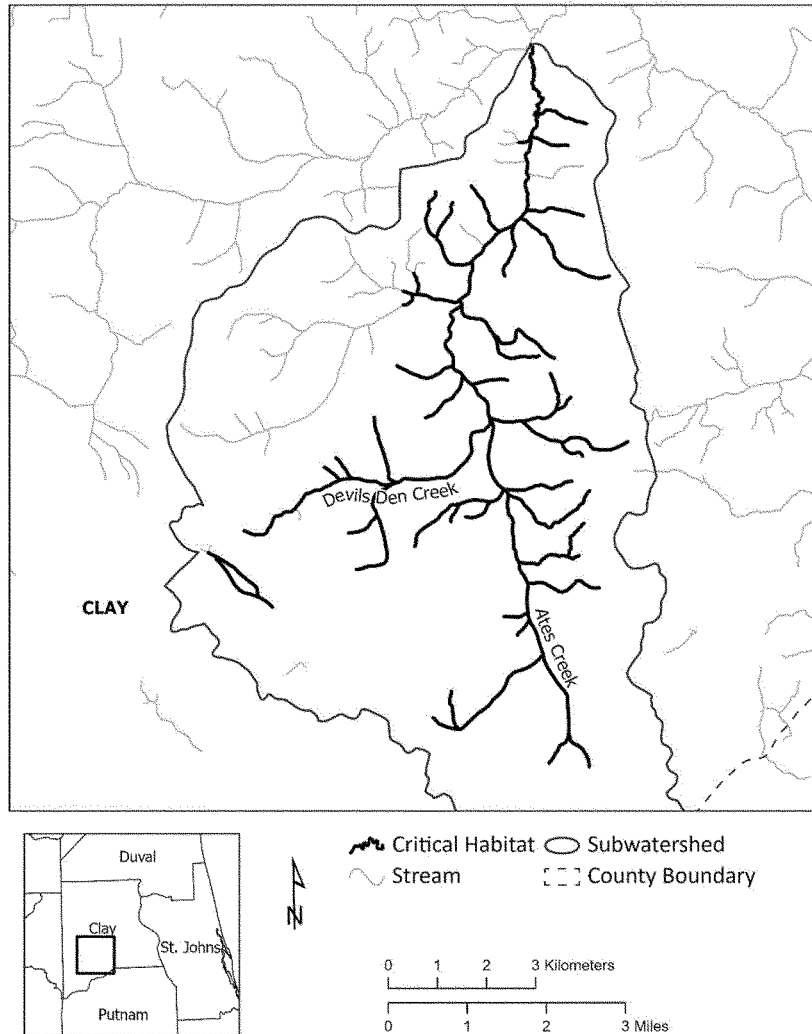 Devils Den Creek
CLAY
Ates Creek
Duval
Clay
St. Johns
Putnam
N
Critical Habitat
Subwatershed
Stream
County Boundary
0 1 2 3 Kilometers
0 1 2 3 Miles